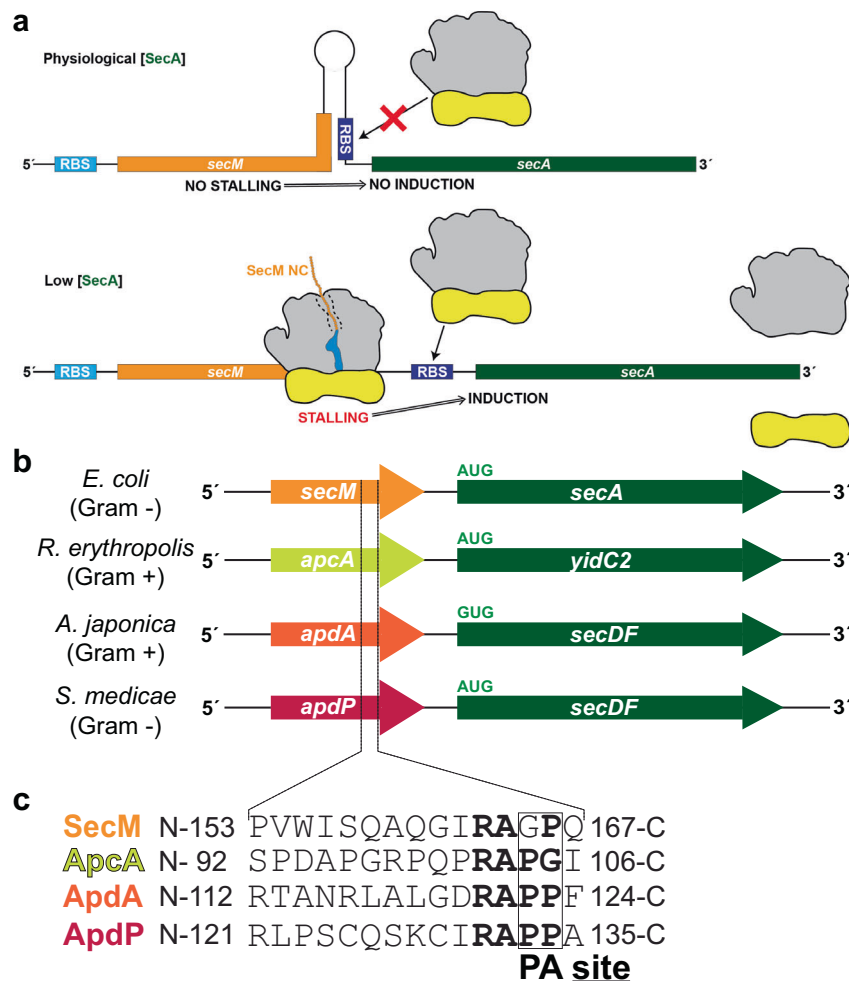 a
Physiological [SecA]
RBS
5´ RBS secM secA 3´
NO STALLING NO INDUCTION
Low [SecA]
SecM NC
5´ RBS secM RBS secA 3´
STALLING INDUCTION
b
E. coli
(Gram -)
5´ secM AUG secA 3´
R. erythropolis
(Gram +)
5´ apcA AUG yidC2 3´
A. japonica
(Gram +)
5´ apdA GUG secDF 3´
S. medicae
(Gram -)
5´ apdP AUG secDF 3´
c
SecM N-153 PVWISQAQGIRAGPQ 167-C
ApcA N- 92 SPDAPGRPQPRAPGI 106-C
ApdA N-112 RTANRLALGDRAPPF 124-C
ApdP N-121 RLPSCQSKCIRAPPA 135-C
PA site